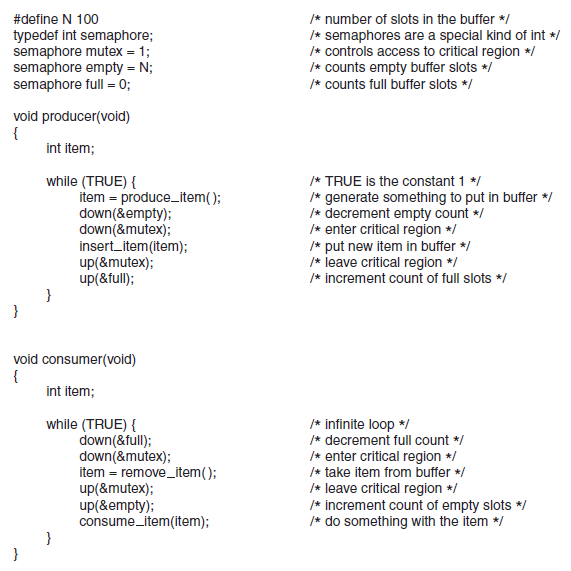 #define N 100 /* number of slots in the buffer */
typedef int semaphore; /* semaphores are a special kind of int */
semaphore mutex = 1; /* controls access to critical region */
semaphore empty = N; /* counts empty buffer slots */
semaphore full = 0; /* counts full buffer slots */
void producer(void)
{
int item;
while (TRUE) { /* TRUE is the constant 1 */
item = produce_item( ); /* generate something to put in buffer */
down(&empty); /* decrement empty count */
down(&mutex); /* enter critical region */
insert_item(item); /* put new item in buffer */
up(&mutex); /* leave critical region */
up(&full); /* increment count of full slots */
}
}
void consumer(void)
{
int item;
while (TRUE) { /* infinite loop */
down(&full); /* decrement full count */
down(&mutex); /* enter critical region */
item = remove_item( ); /* take item from buffer */
up(&mutex); /* leave critical region */
up(&empty); /* increment count of empty slots */
consume_item(item); /* do something with the item */
}
}